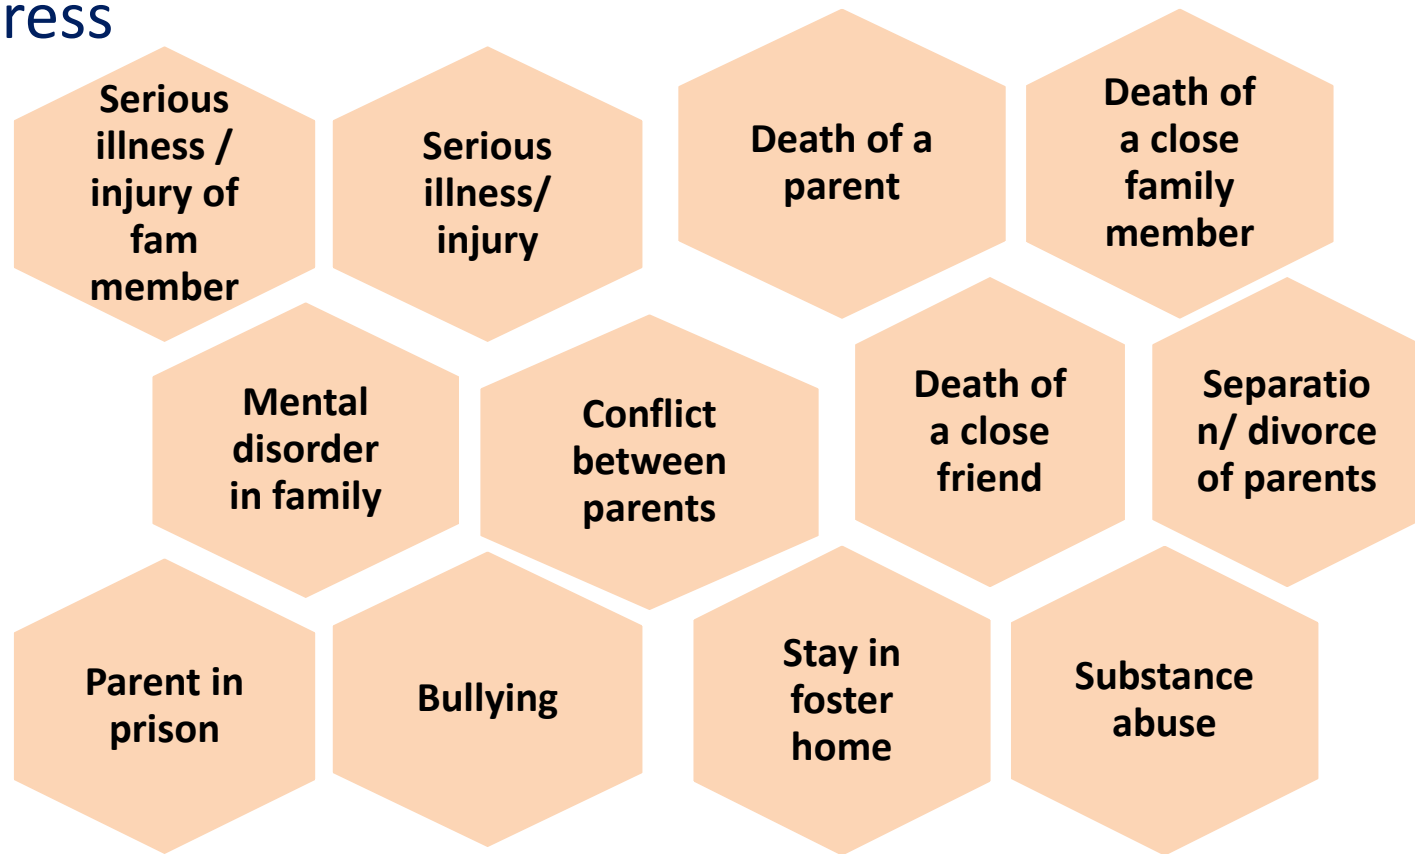 ress
Serious
illness /
injury of
fam
member
Serious
illness/
injury
Death of a
parent
Death of
a close
family
member
Mental
disorder
in family
Conflict
between
parents
Death of
a close
friend
Separatio
n/ divorce
of parents
Parent in
prison
Bullying
Stay in
foster
home
Substance
abuse